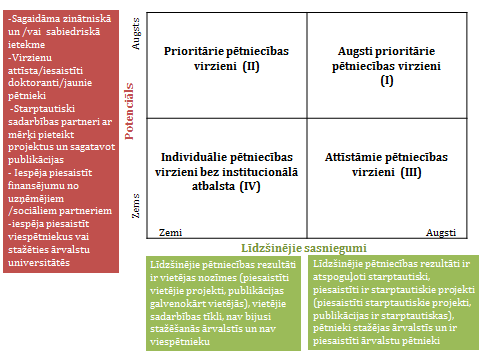 -Sagaidāma zinātniskā
un /vai  sabiedriskā
ietekme
-Virzienu
attīsta/iesaistīti
doktoranti/jaunie
pētnieki
-Starptautiski
sadarbības partneri ar
mērķi pieteikt
projektus un sagatavot
publikācijas
- Iespēja piesaistīt
finansējumu no
uzņēmējiem
/sociāliem partneriem
-iespēja piesaistīt
viespētniekus vai
stažēties ārvalstu
universitātēs
Potenciāls
Augsts
Zems
Prioritārie pētniecības
virzieni  (II)
Augsti prioritārie
pētniecības virzieni
(I)
Individuālie pētniecības
virzieni bez institucionālā
atbalsta (IV)
Attīstāmie pētniecības
virzieni  (III)
Zemi
Augsti
Līdzšinējie sasniegumi
Līdzšinējie pētniecības rezultāti
ir vietējas nozīmes (piesaistīti
vietējie projekti, publikācijas
galvenokārt vietējās), vietējie
sadarbības tīkli, nav bijusi
stažēšanās ārvalstīs un nav
viespētnieku
Līdzšinējie pētniecības rezultāti ir
atspoguļoti starptautiski,
piesaistīti ir starptautiskie projekti
(piesaistīti starptautiskie projekti,
publikācijas ir starptautiskas),
pētnieki stažējas ārvalstīs un ir
piesaistīti ārvalstu pētnieki